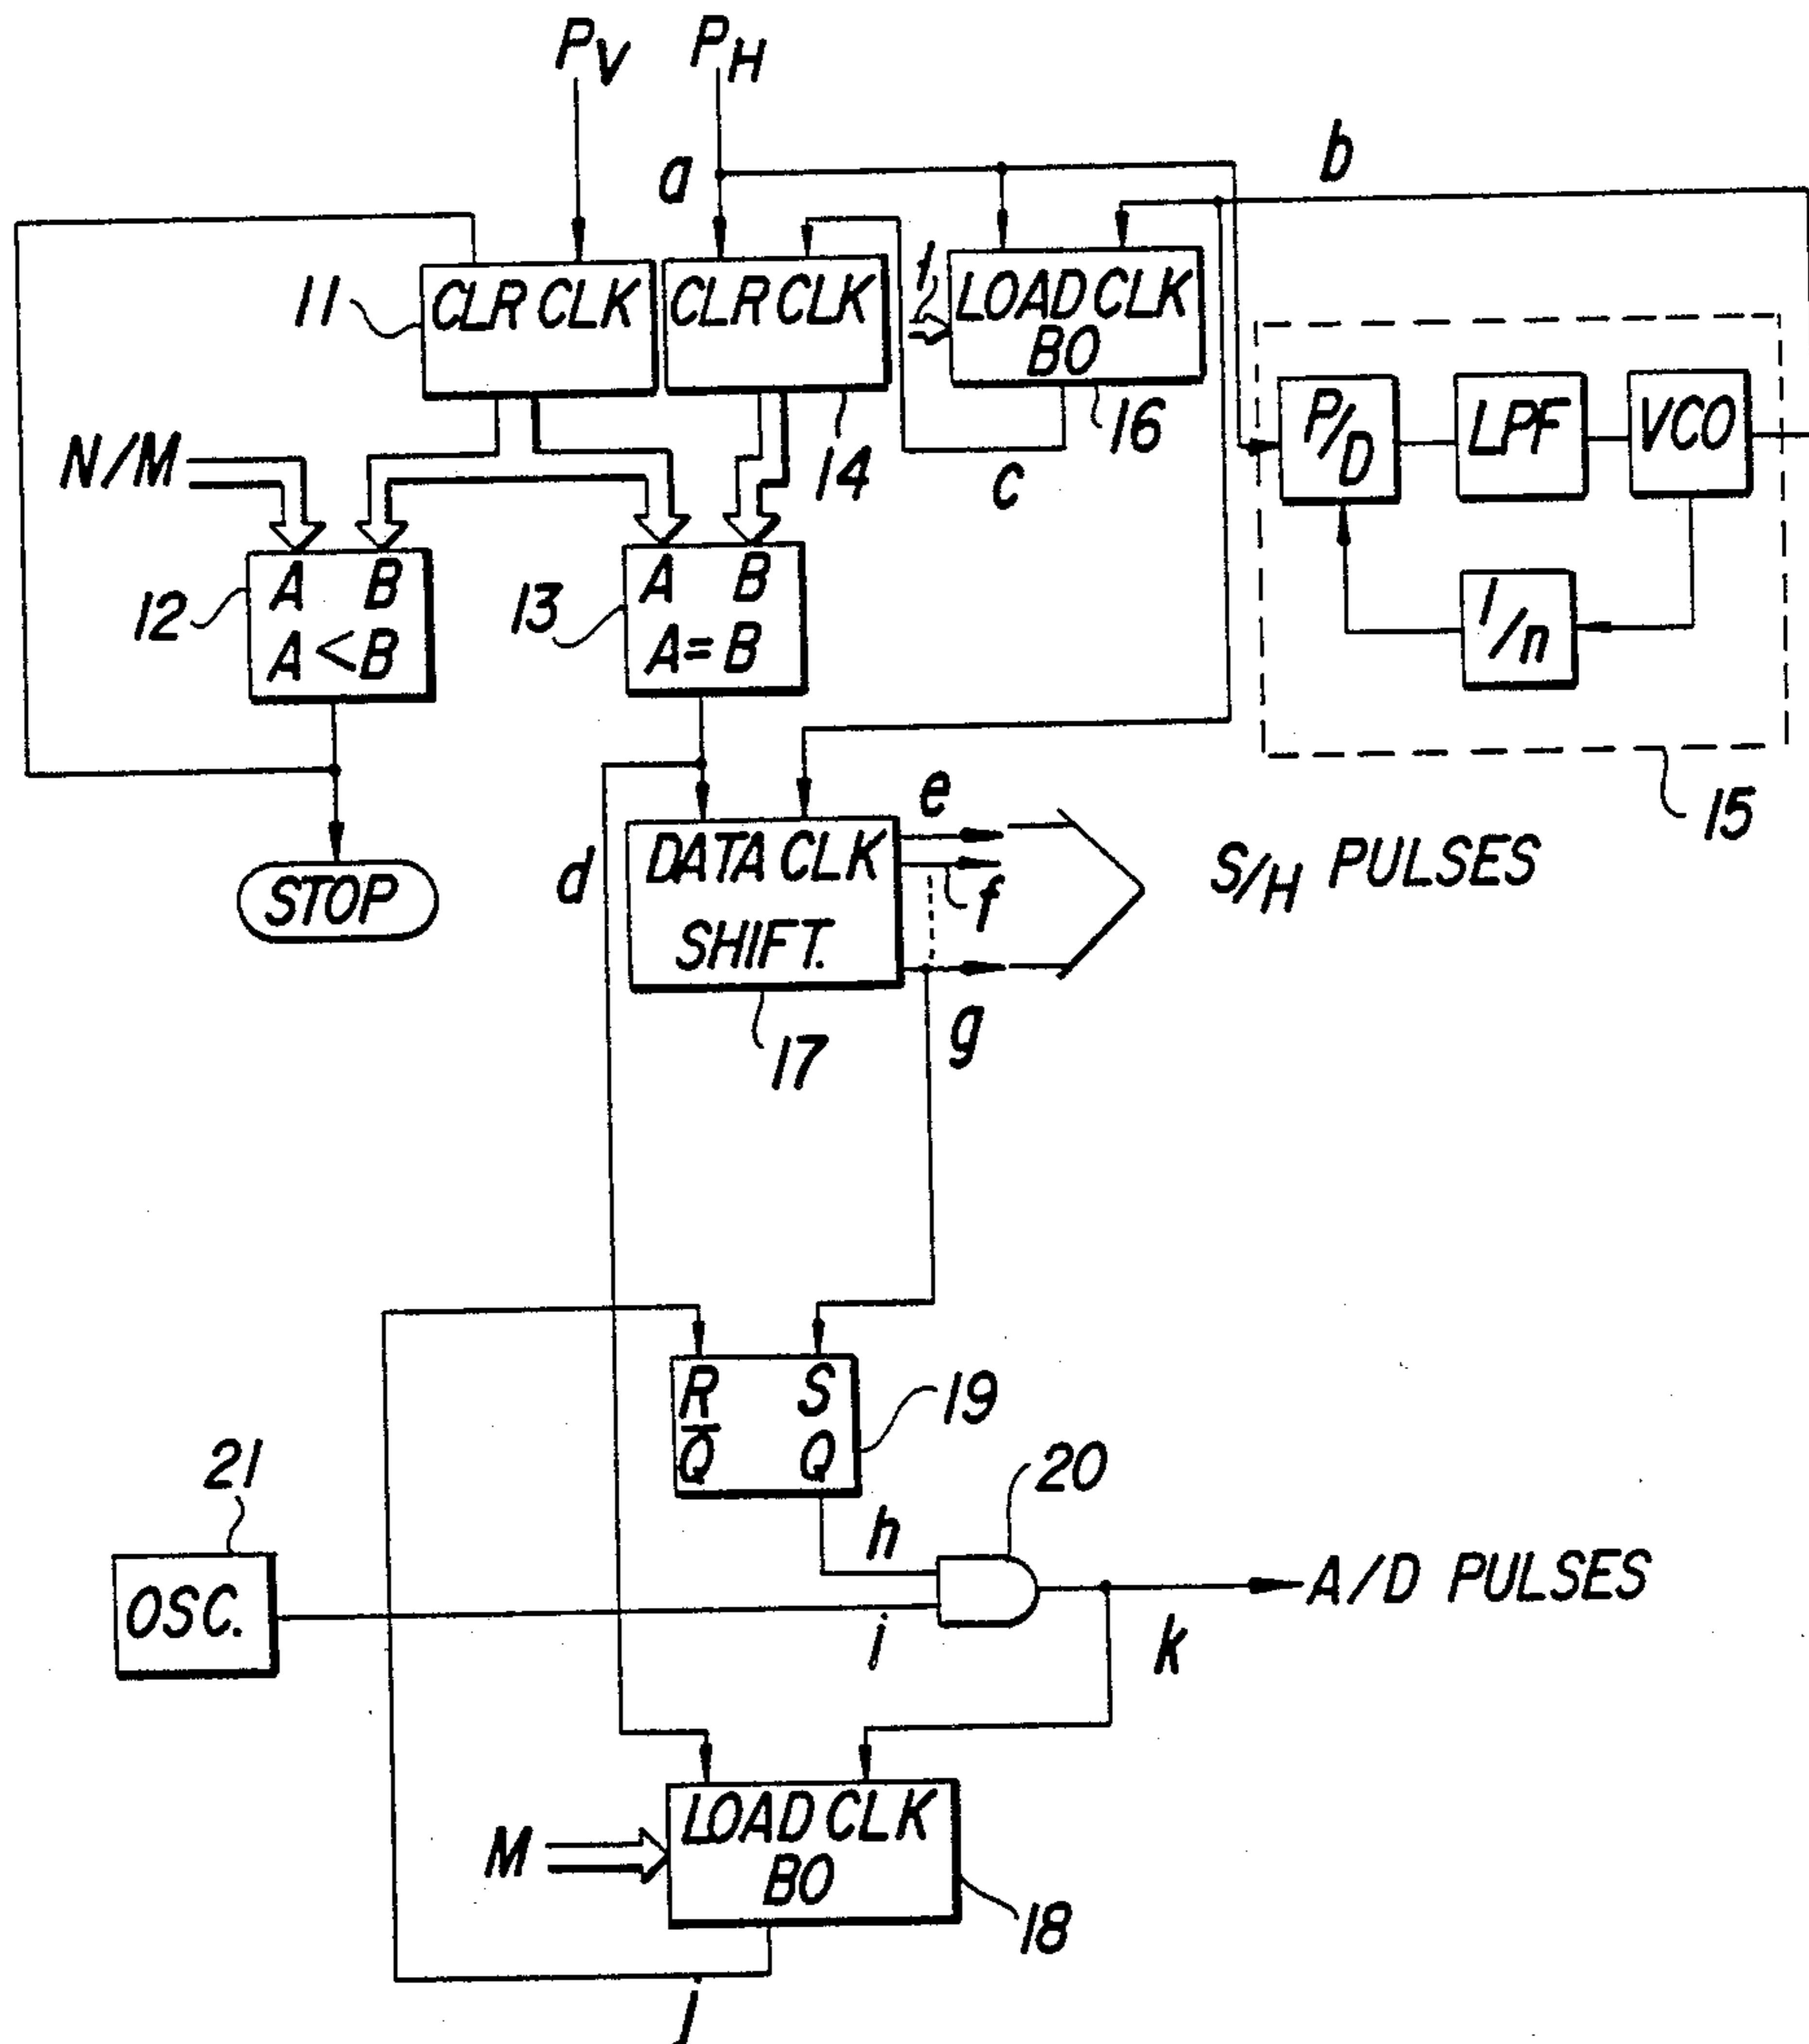 PV PH
a b
11 CLR CLK CLR CLK 1 LOAD CLK
BO
N/M 14 c 16 P/D LPF VCO
12 A B
A<B
13 A B
A=B
1/n
15
d DATA CLK
SHIFT.
e
f
g
S/H PULSES
STOP
17
R S
Q̅ Q
19
21
OSC.
h 20
i
k
A/D PULSES
M LOAD CLK
BO
18
j